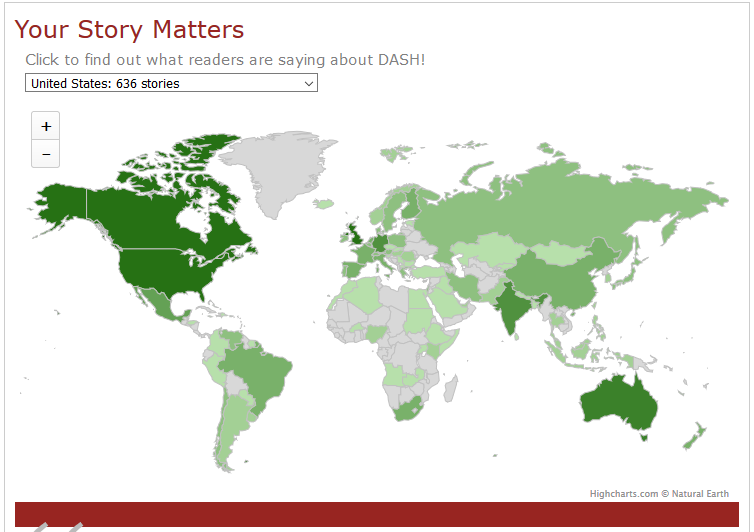 Your Story Matters
Click to find out what readers are saying about DASH!
United States: 636 stories
+
–
Highcharts.com © Natural Earth